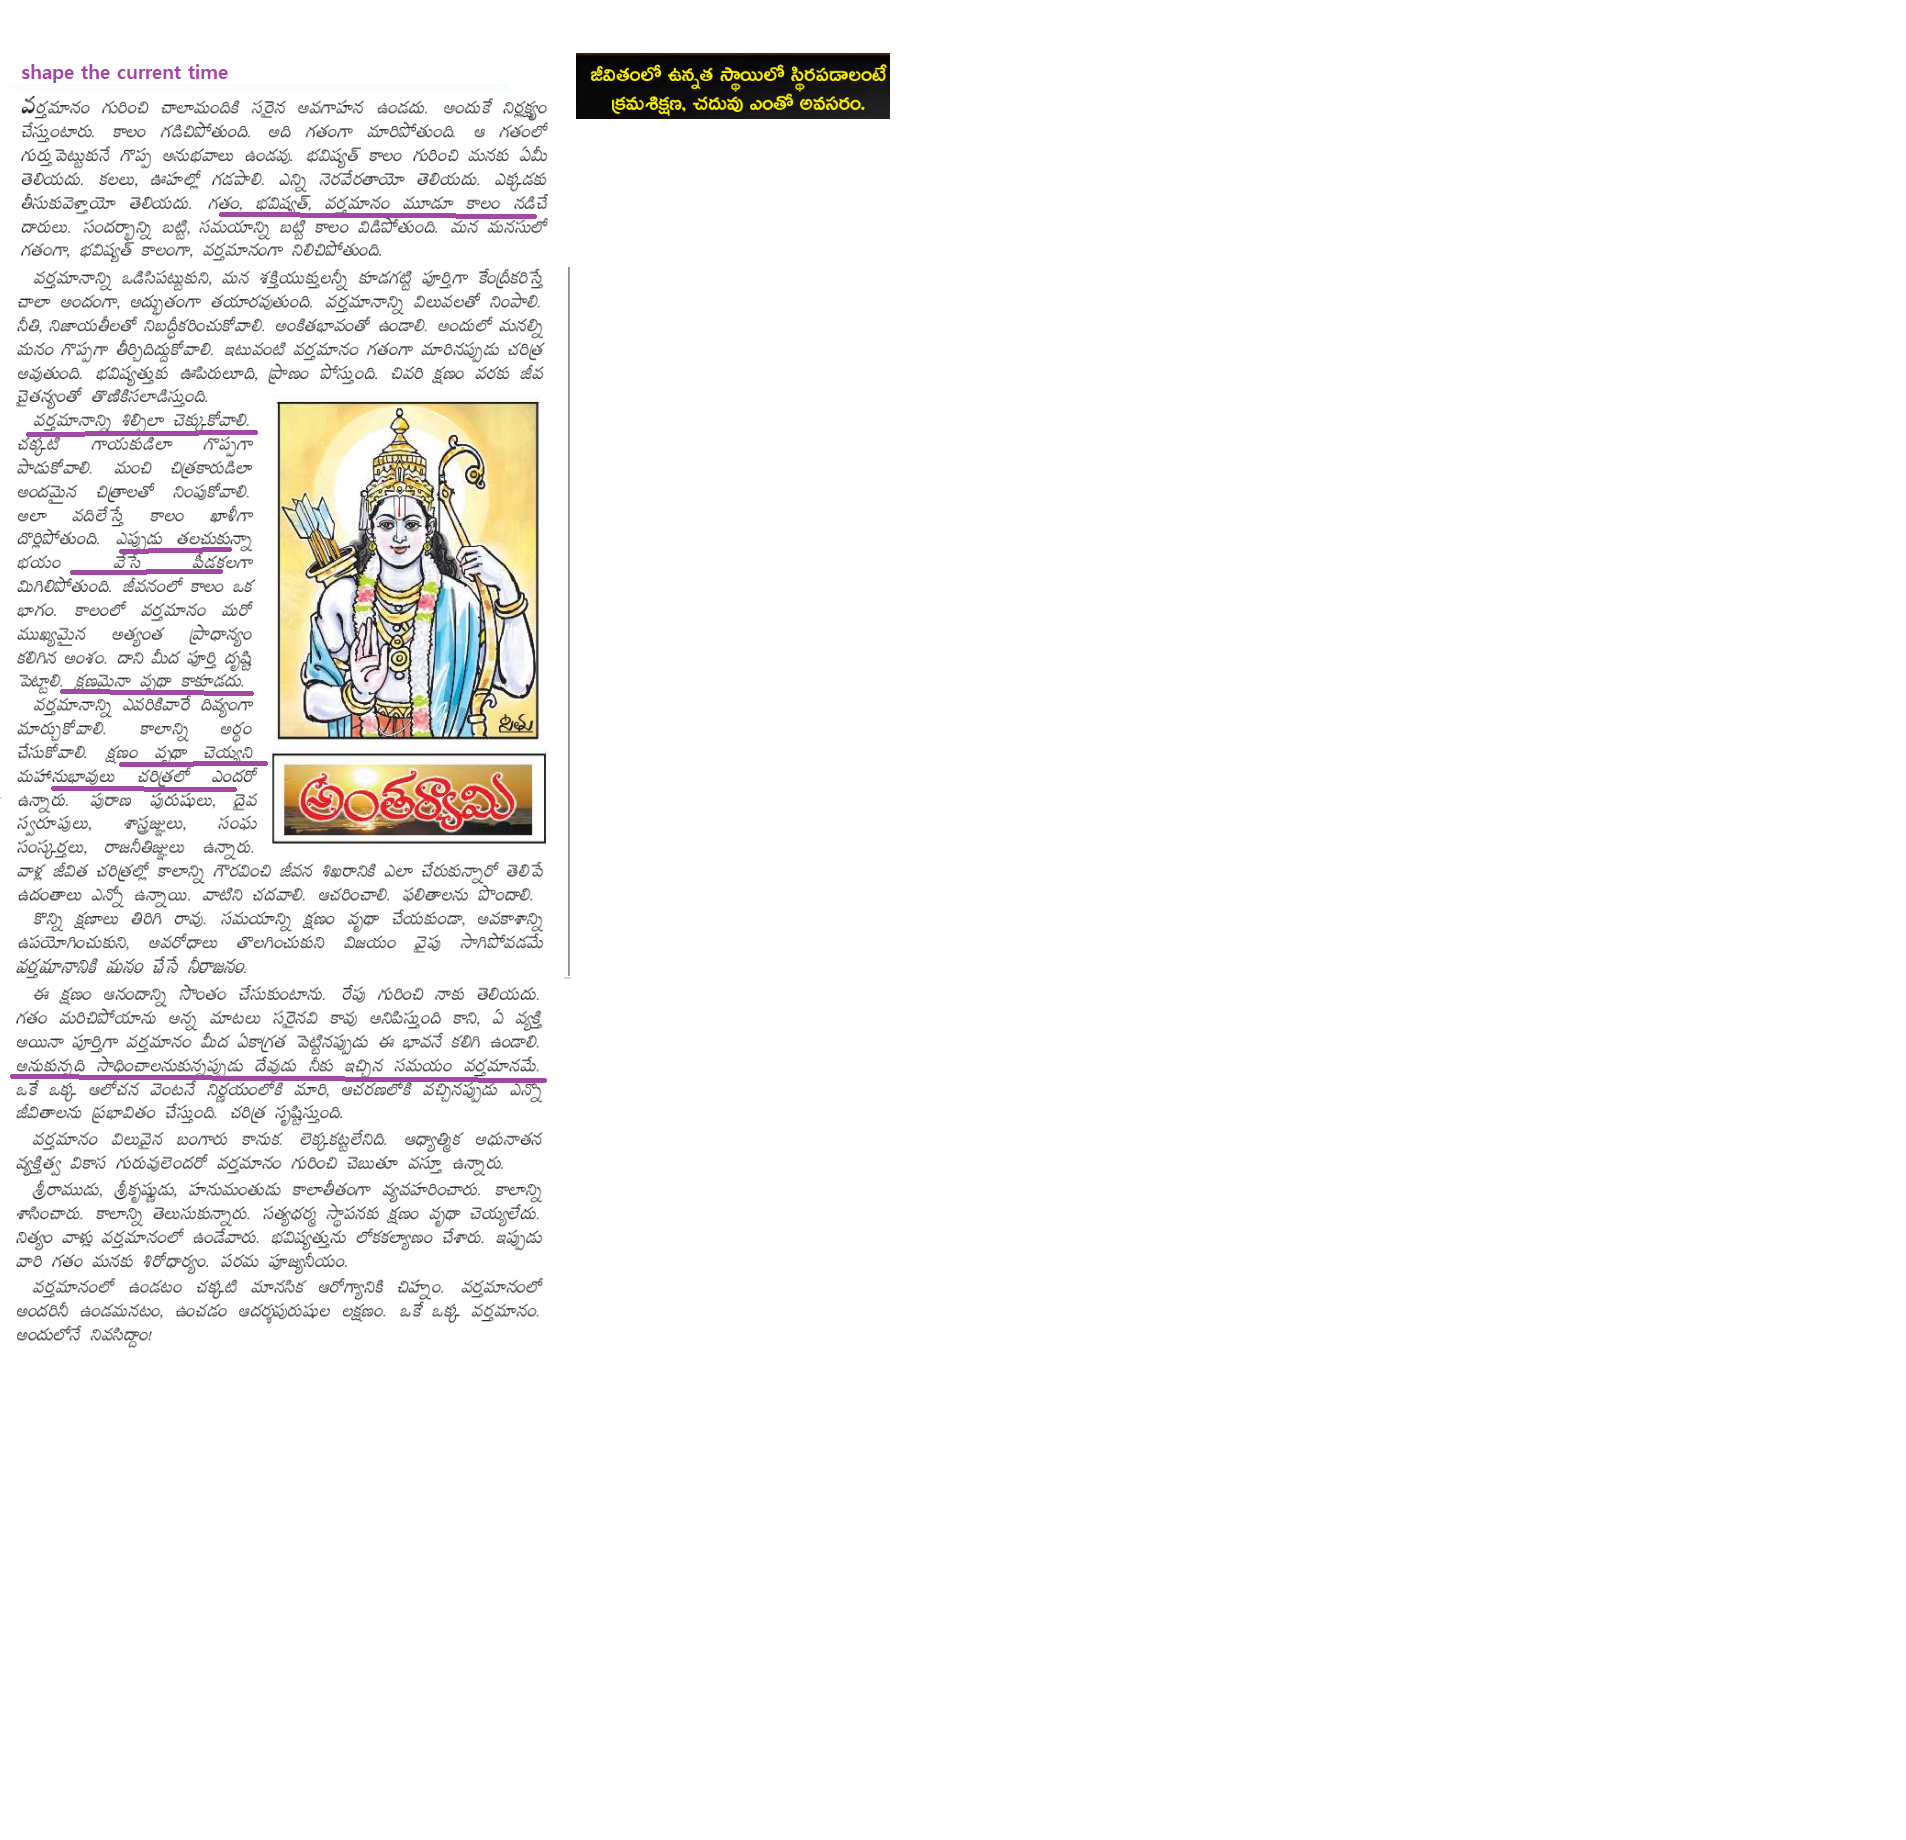 shape the current time
వర్తమానం గురించి చాలామందికి సరైన అవగాహన ఉండదు. అందుకే నిర్లక్ష్యం
చేస్తుంటారు. కాలం గడిచిపోతుంది. అది గతంగా మారిపోతుంది. ఆ గతంలో
గుర్తుపెట్టుకునే గొప్ప అనుభవాలు ఉండవు. భవిష్యత్ కాలం గురించి మనకు ఏమీ
తెలియదు. కలలు, ఊహల్లో గడపాలి. ఎన్ని నెరవేరతాయో తెలియదు. ఎక్కడకు
తీసుకువెళ్తాయో తెలియదు. గతం, భవిష్యత్, వర్తమానం మూడూ కాలం నడిచే
దారులు. సందర్భాన్ని బట్టి, సమయాన్ని బట్టి కాలం విడిపోతుంది. మన మనసులో
గతంగా, భవిష్యత్ కాలంగా, వర్తమానంగా నిలిచిపోతుంది.
వర్తమానాన్ని ఒడిసిపట్టుకుని, మన శక్తియుక్తులన్నీ కూడగట్టి పూర్తిగా కేంద్రీకరిస్తే
చాలా అందంగా, అద్భుతంగా తయారవుతుంది. వర్తమానాన్ని విలువలతో నింపాలి.
నీతి, నిజాయతీలతో నిబద్ధీకరించుకోవాలి. అంకితభావంతో ఉండాలి. అందులో మనల్ని
మనం గొప్పగా తీర్చిదిద్దుకోవాలి. ఇటువంటి వర్తమానం గతంగా మారినప్పుడు చరిత్ర
అవుతుంది. భవిష్యత్తుకు ఊపిరులూది, ప్రాణం పోస్తుంది. చివరి క్షణం వరకు జీవ
చైతన్యంతో తొణికిసలాడిస్తుంది.
వర్తమానాన్ని శిల్పిలా చెక్కుకోవాలి.
చక్కటి గాయకుడిలా గొప్పగా
పాడుకోవాలి. మంచి చిత్రకారుడిలా
అందమైన చిత్రాలతో నింపుకోవాలి.
అలా వదిలేస్తే కాలం ఖాళీగా
దొర్లిపోతుంది. ఎప్పుడు తలచుకున్నా
భయం వేసే పీడకలగా
మిగిలిపోతుంది. జీవనంలో కాలం ఒక
భాగం. కాలంలో వర్తమానం మరో
ముఖ్యమైన అత్యంత ప్రాధాన్యం
కలిగిన అంశం. దాని మీద పూర్తి దృష్టి
పెట్టాలి. క్షణమైనా వృథా కాకూడదు.
వర్తమానాన్ని ఎవరికివారే దివ్యంగా
మార్చుకోవాలి. కాలాన్ని అర్థం
చేసుకోవాలి. క్షణం వృథా చెయ్యని
మహానుభావులు చరిత్రలో ఎందరో
ఉన్నారు. పురాణ పురుషులు, దైవ
స్వరూపులు, శాస్త్రజ్ఞులు, సంఘ
సంస్కర్తలు, రాజనీతిజ్ఞులు ఉన్నారు.
వాళ్ల జీవిత చరిత్రల్లో కాలాన్ని గౌరవించి జీవన శిఖరానికి ఎలా చేరుకున్నారో తెలిపే
ఉదంతాలు ఎన్నో ఉన్నాయి. వాటిని చదవాలి. ఆచరించాలి. ఫలితాలను పొందాలి.
కొన్ని క్షణాలు తిరిగి రావు. సమయాన్ని క్షణం వృథా చేయకుండా, అవకాశాన్ని
ఉపయోగించుకుని, అవరోధాలు తొలగించుకుని విజయం వైపు సాగిపోవడమే
వర్తమానానికి మనం చేసే నీరాజనం.
ఈ క్షణం ఆనందాన్ని సొంతం చేసుకుంటాను. రేపు గురించి నాకు తెలియదు.
గతం మరిచిపోయాను అన్న మాటలు సరైనవి కావు అనిపిస్తుంది కాని, ఏ వ్యక్తి
అయినా పూర్తిగా వర్తమానం మీద ఏకాగ్రత పెట్టినప్పుడు ఈ భావనే కలిగి ఉండాలి.
అనుకున్నది సాధించాలనుకున్నప్పుడు దేవుడు నీకు ఇచ్చిన సమయం వర్తమానమే.
ఒకే ఒక్క ఆలోచన వెంటనే నిర్ణయంలోకి మారి, ఆచరణలోకి వచ్చినప్పుడు ఎన్నో
జీవితాలను ప్రభావితం చేస్తుంది. చరిత్ర సృష్టిస్తుంది.
వర్తమానం విలువైన బంగారు కానుక. లెక్కకట్టలేనిది. ఆధ్యాత్మిక అధునాతన
వ్యక్తిత్వ వికాస గురువులెందరో వర్తమానం గురించి చెబుతూ వస్తూ ఉన్నారు.
శ్రీరాముడు, శ్రీకృష్ణుడు, హనుమంతుడు కాలాతీతంగా వ్యవహరించారు. కాలాన్ని
శాసించారు. కాలాన్ని తెలుసుకున్నారు. సత్యధర్మ స్థాపనకు క్షణం వృథా చెయ్యలేదు.
నిత్యం వాళ్లు వర్తమానంలో ఉండేవారు. భవిష్యత్తును లోకకల్యాణం చేశారు. ఇప్పుడు
వారి గతం మనకు శిరోధార్యం. పరమ పూజ్యనీయం.
వర్తమానంలో ఉండటం చక్కటి మానసిక ఆరోగ్యానికి చిహ్నం. వర్తమానంలో
అందరినీ ఉండమనటం, ఉంచడం ఆదర్శపురుషుల లక్షణం. ఒకే ఒక్క వర్తమానం.
అందులోనే నివసిద్దాం!
అంతర్యామి
జీవితంలో ఉన్నత స్థాయిలో స్థిరపడాలంటే
క్రమశిక్షణ, చదువు ఎంతో అవసరం.